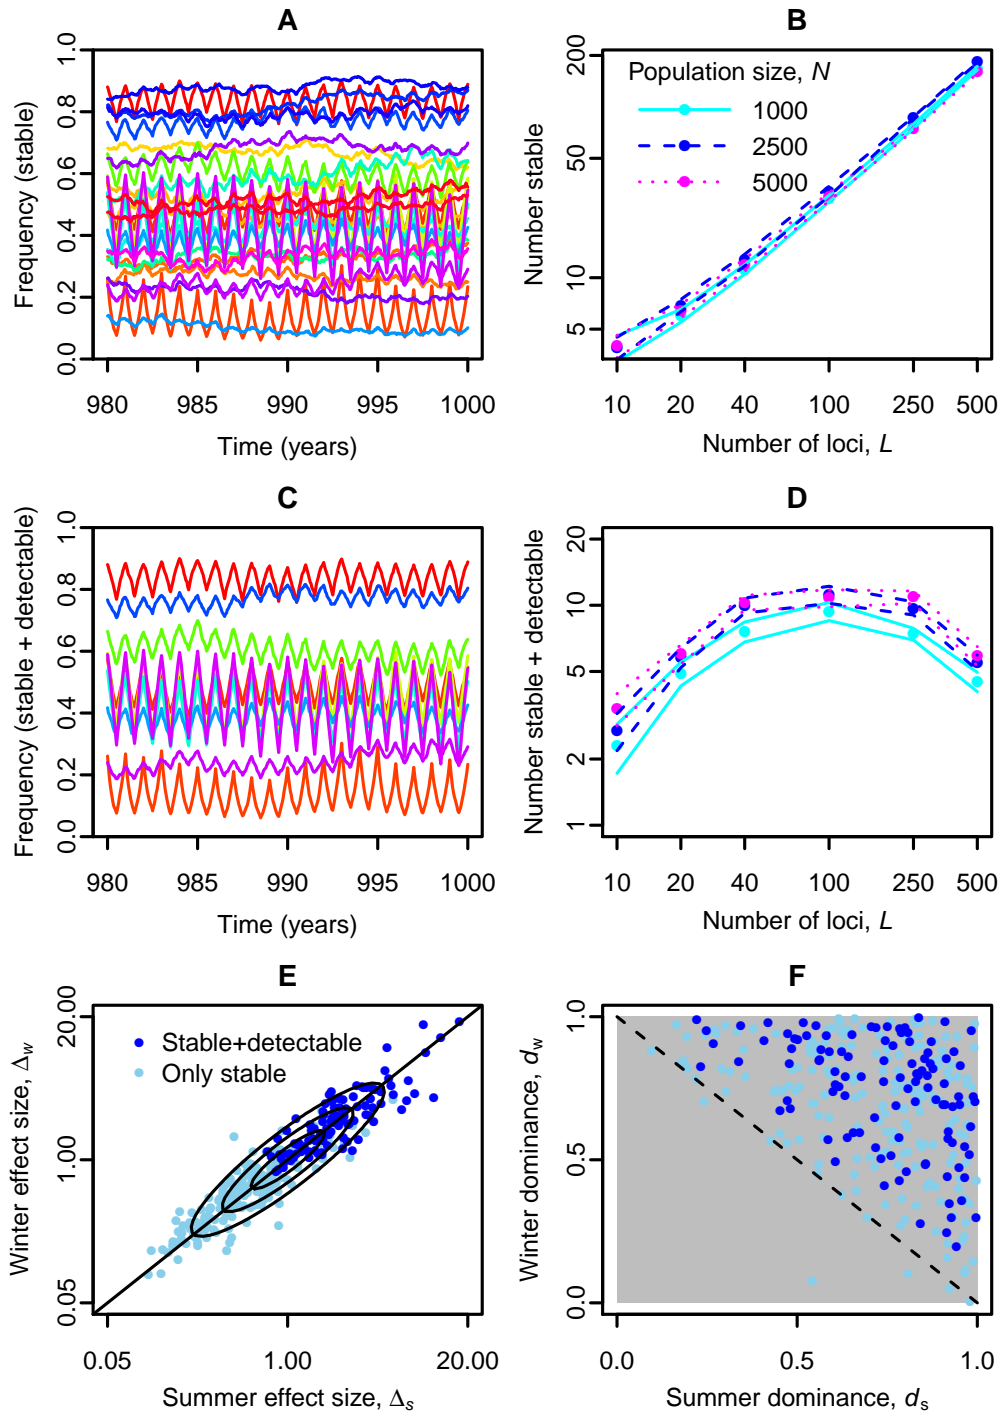 A
Frequency (stable)
1.0
0.8
0.6
0.4
0.2
0.0
980 985 990 995 1000
Time (years)
B
Number stable
200
50
10
5
Population size, N
1000
2500
5000
10 20 40 100 250 500
Number of loci, L
C
Frequency (stable + detectable)
1.0
0.8
0.6
0.4
0.2
0.0
980 985 990 995 1000
Time (years)
D
Number stable + detectable
20
10
5
2
1
10 20 40 100 250 500
Number of loci, L
E
Winter effect size, Δw
20.00
1.00
0.05
Stable+detectable
Only stable
0.05 1.00 20.00
Summer effect size, Δs
F
Winter dominance, dw
1.0
0.5
0.0
0.0 0.5 1.0
Summer dominance, ds